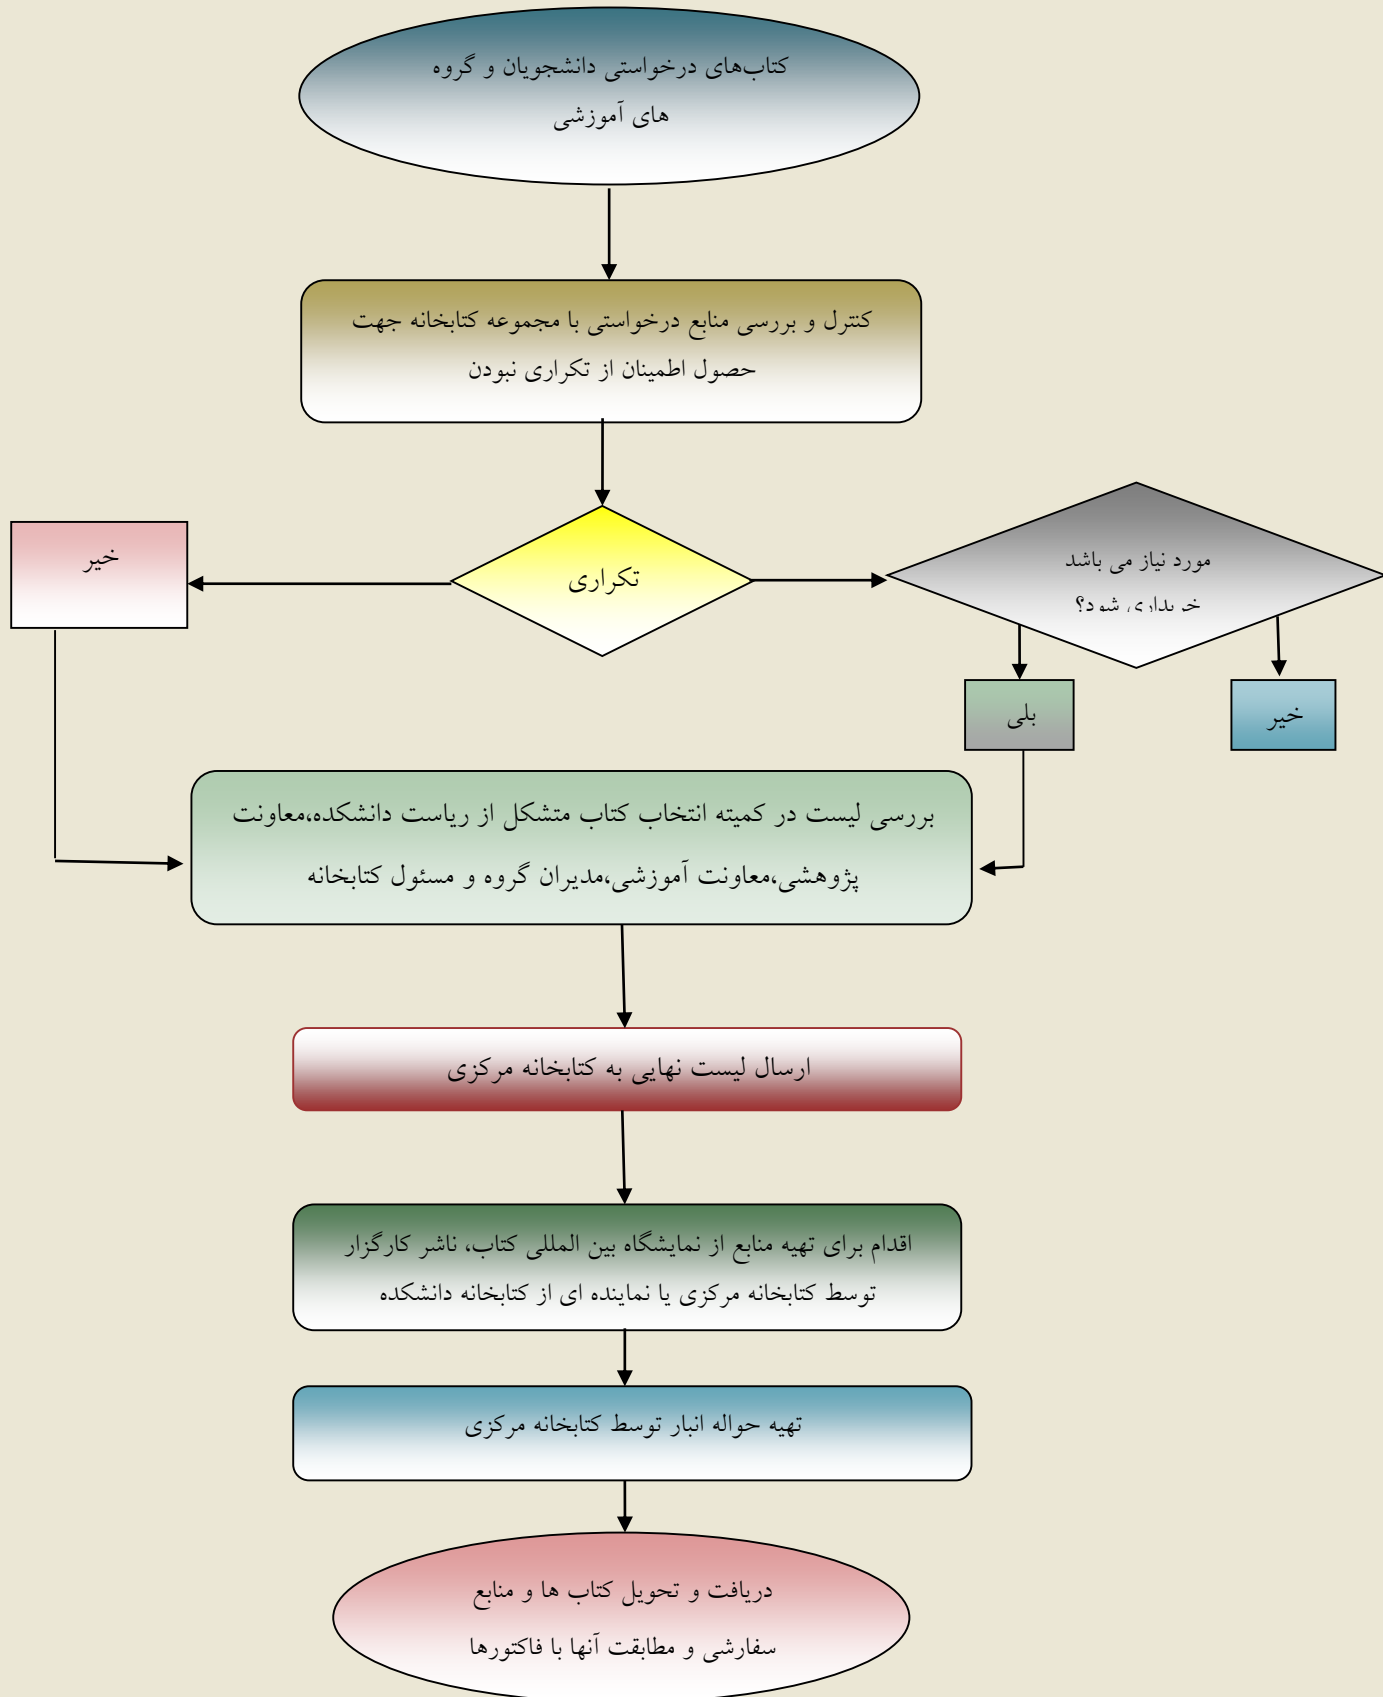 کتاب‌های درخواستی دانشجویان و گروه
های آموزشی
کنترل و بررسی منابع درخواستی با مجموعه کتابخانه جهت
حصول اطمینان از تکراری نبودن
تکراری
خیر
مورد نیاز می باشد
خریداری شود؟
بلی
خیر
بررسی لیست در کمیته انتخاب کتاب متشکل از ریاست دانشکده،معاونت
پژوهشی،معاونت آموزشی،مدیران گروه و مسئول کتابخانه
ارسال لیست نهایی به کتابخانه مرکزی
اقدام برای تهیه منابع از نمایشگاه بین المللی کتاب، ناشر کارگزار
توسط کتابخانه مرکزی یا نماینده ای از کتابخانه دانشکده
تهیه حواله انبار توسط کتابخانه مرکزی
دریافت و تحویل کتاب ها و منابع
سفارشی و مطابقت آنها با فاکتورها